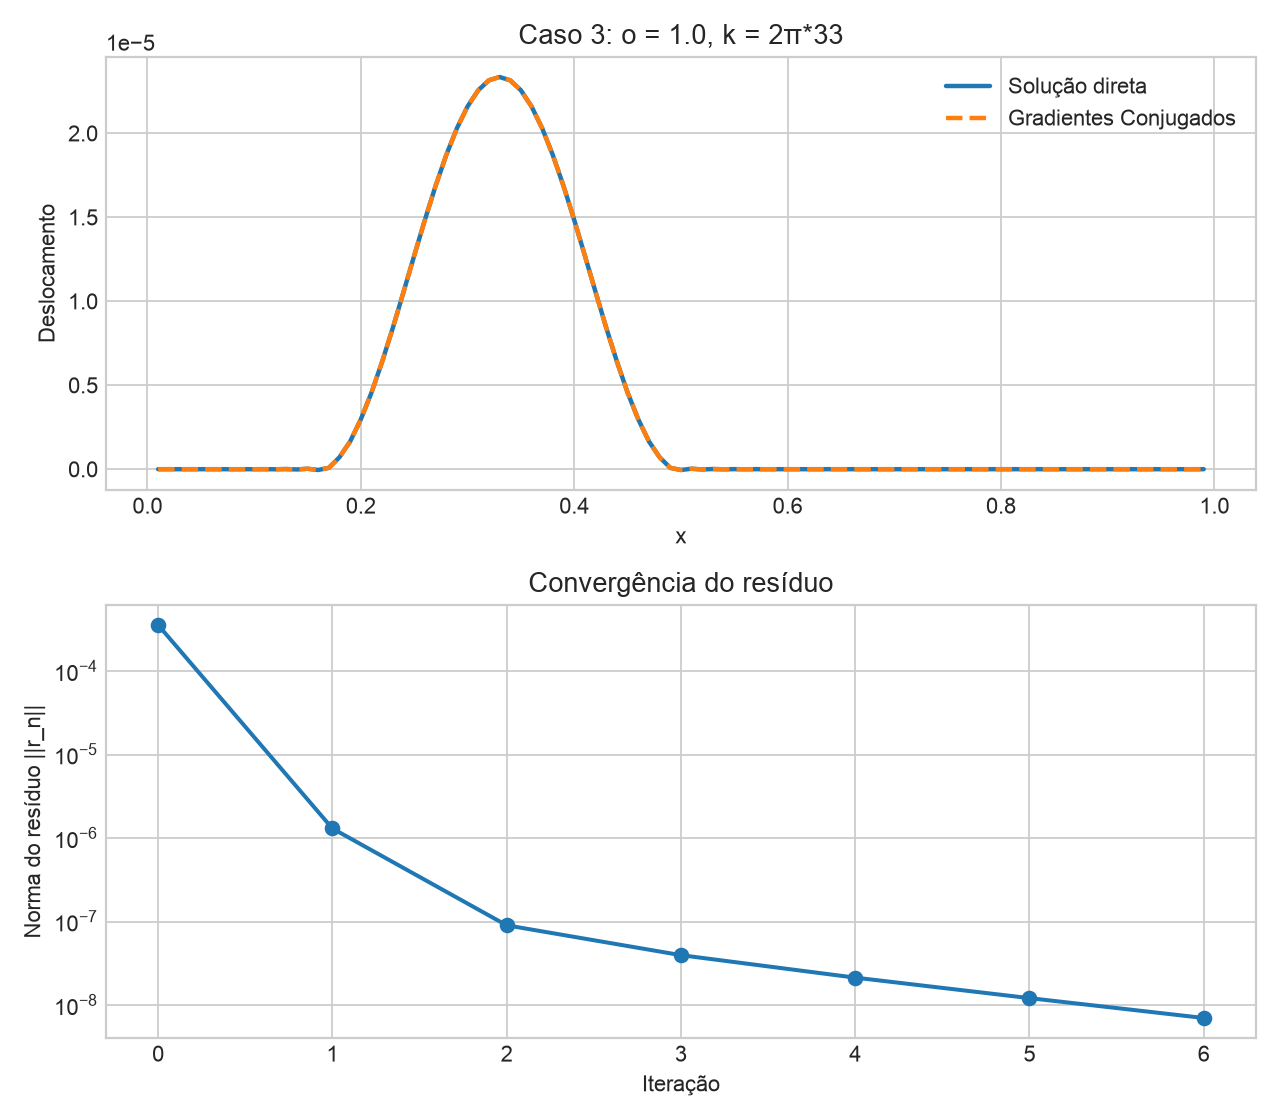 Caso 3: o = 1.0, k = 2π*33
1e−5
Solução direta
Gradientes Conjugados
Deslocamento
2.0
1.5
1.0
0.5
0.0
0.0 0.2 0.4 0.6 0.8 1.0
x
Convergência do resíduo
Norma do resíduo ||r_n||
10⁻⁴
10⁻⁵
10⁻⁶
10⁻⁷
10⁻⁸
0 1 2 3 4 5 6
Iteração